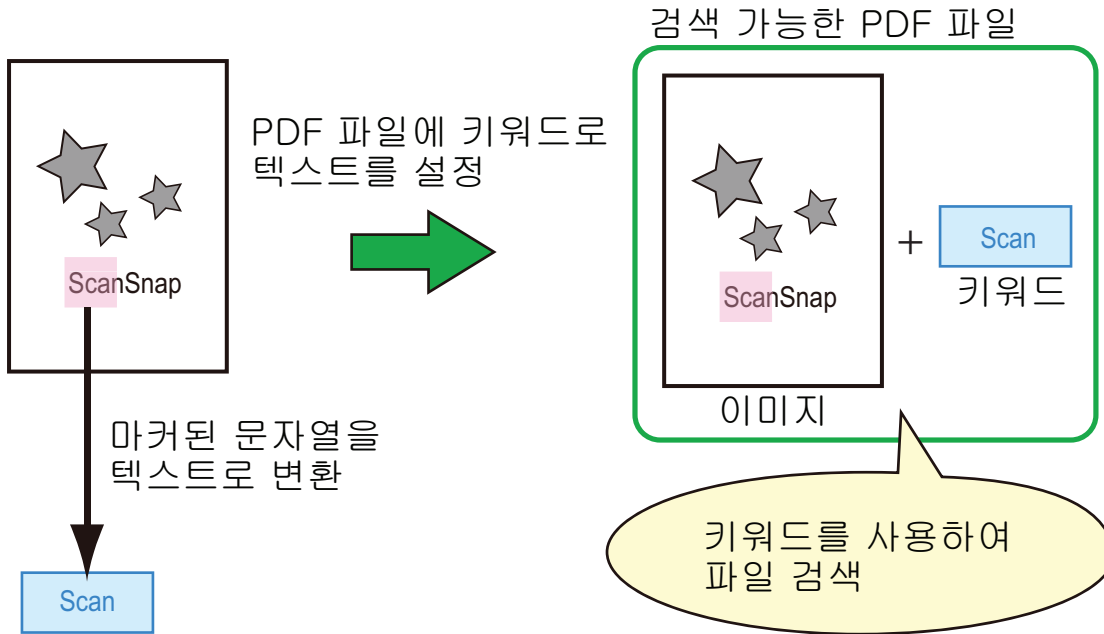 검색 가능한 PDF 파일
PDF 파일에 키워드로
텍스트를 설정
ScanSnap
마커된 문자열을
텍스트로 변환
Scan
ScanSnap
이미지
+
Scan
키워드
키워드를 사용하여
파일 검색